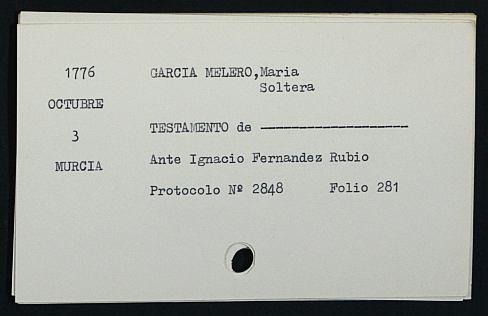 1776
OCTUBRE
3
MURCIA
GARCIA MELERO,Maria
Soltera
TESTAMENTO de -------------------
Ante Ignacio Fernandez Rubio
Protocolo Nº 2848 Folio 281